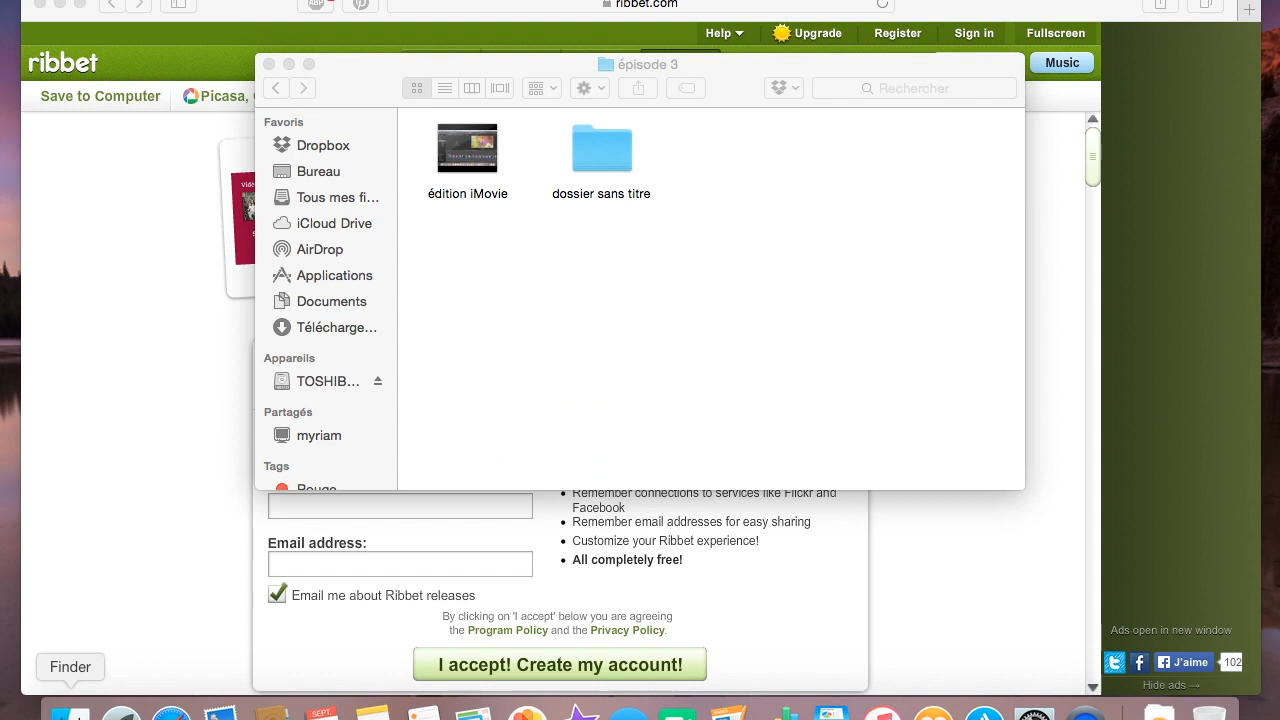 ribbet.com
ABP
Help
Upgrade
Register
Sign in
Fullscreen
ribbet
Music
Save to Computer
Picasa,
épisode 3
Rechercher
Favoris
Dropbox
Bureau
Tous mes fi...
iCloud Drive
AirDrop
Applications
Documents
Télécharge...
Appareils
TOSHIB...
Partagés
myriam
Tags
Rouge
édition iMovie
dossier sans titre
Remember connections to services like Flickr and
Facebook
Remember email addresses for easy sharing
Customize your Ribbet experience!
All completely free!
Email address:
Email me about Ribbet releases
By clicking on 'I accept' below you are agreeing
the Program Policy and the Privacy Policy.
I accept! Create my account!
Ads open in new window
J'aime
102
Hide ads →
Finder
SEPT.